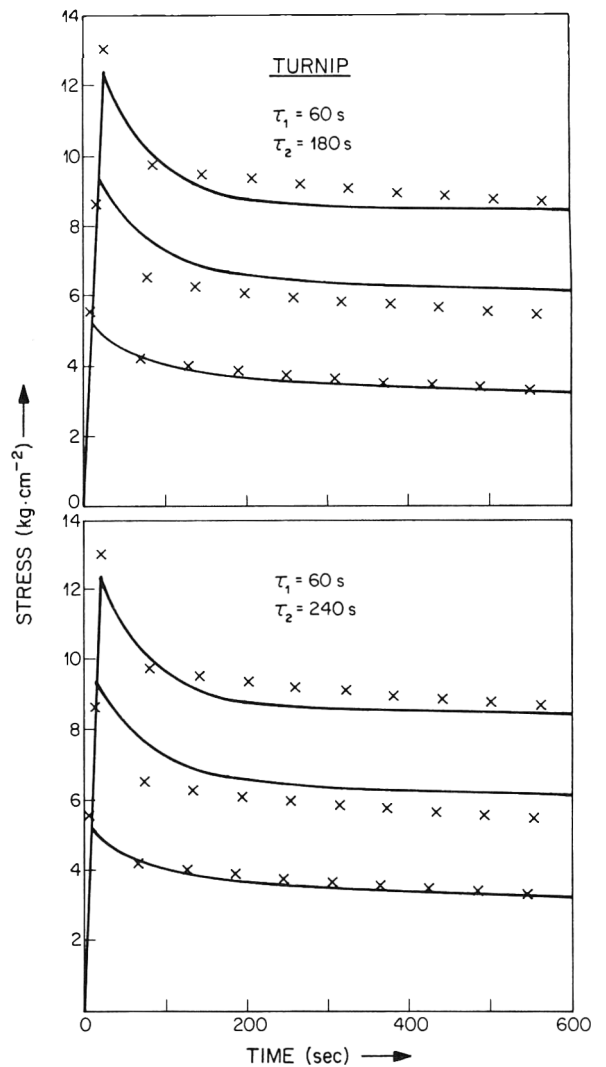 TURNIP
τ₁ = 60 s
τ₂ = 180 s
14
12
10
8
6
4
2
0
STRESS (kg·cm⁻²)
14
τ₁ = 60 s
τ₂ = 240 s
12
10
8
6
4
2
0 200 400 600
TIME (sec)